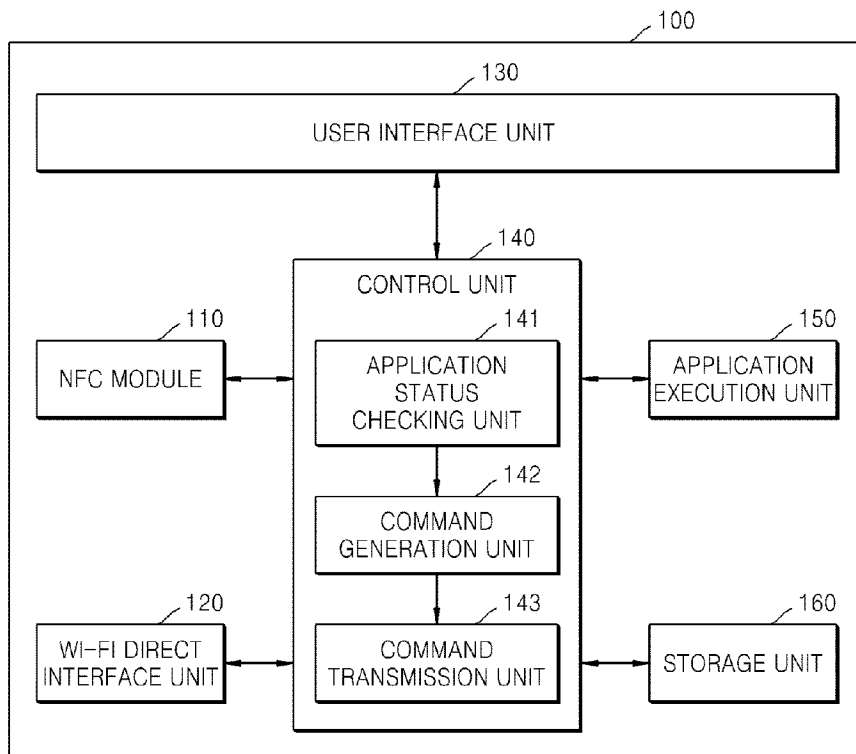 100
130
USER INTERFACE UNIT
140
CONTROL UNIT
110
NFC MODULE
141
APPLICATION
STATUS
CHECKING UNIT
150
APPLICATION
EXECUTION UNIT
142
COMMAND
GENERATION UNIT
120
WI-FI DIRECT
INTERFACE UNIT
143
COMMAND
TRANSMISSION UNIT
160
STORAGE UNIT